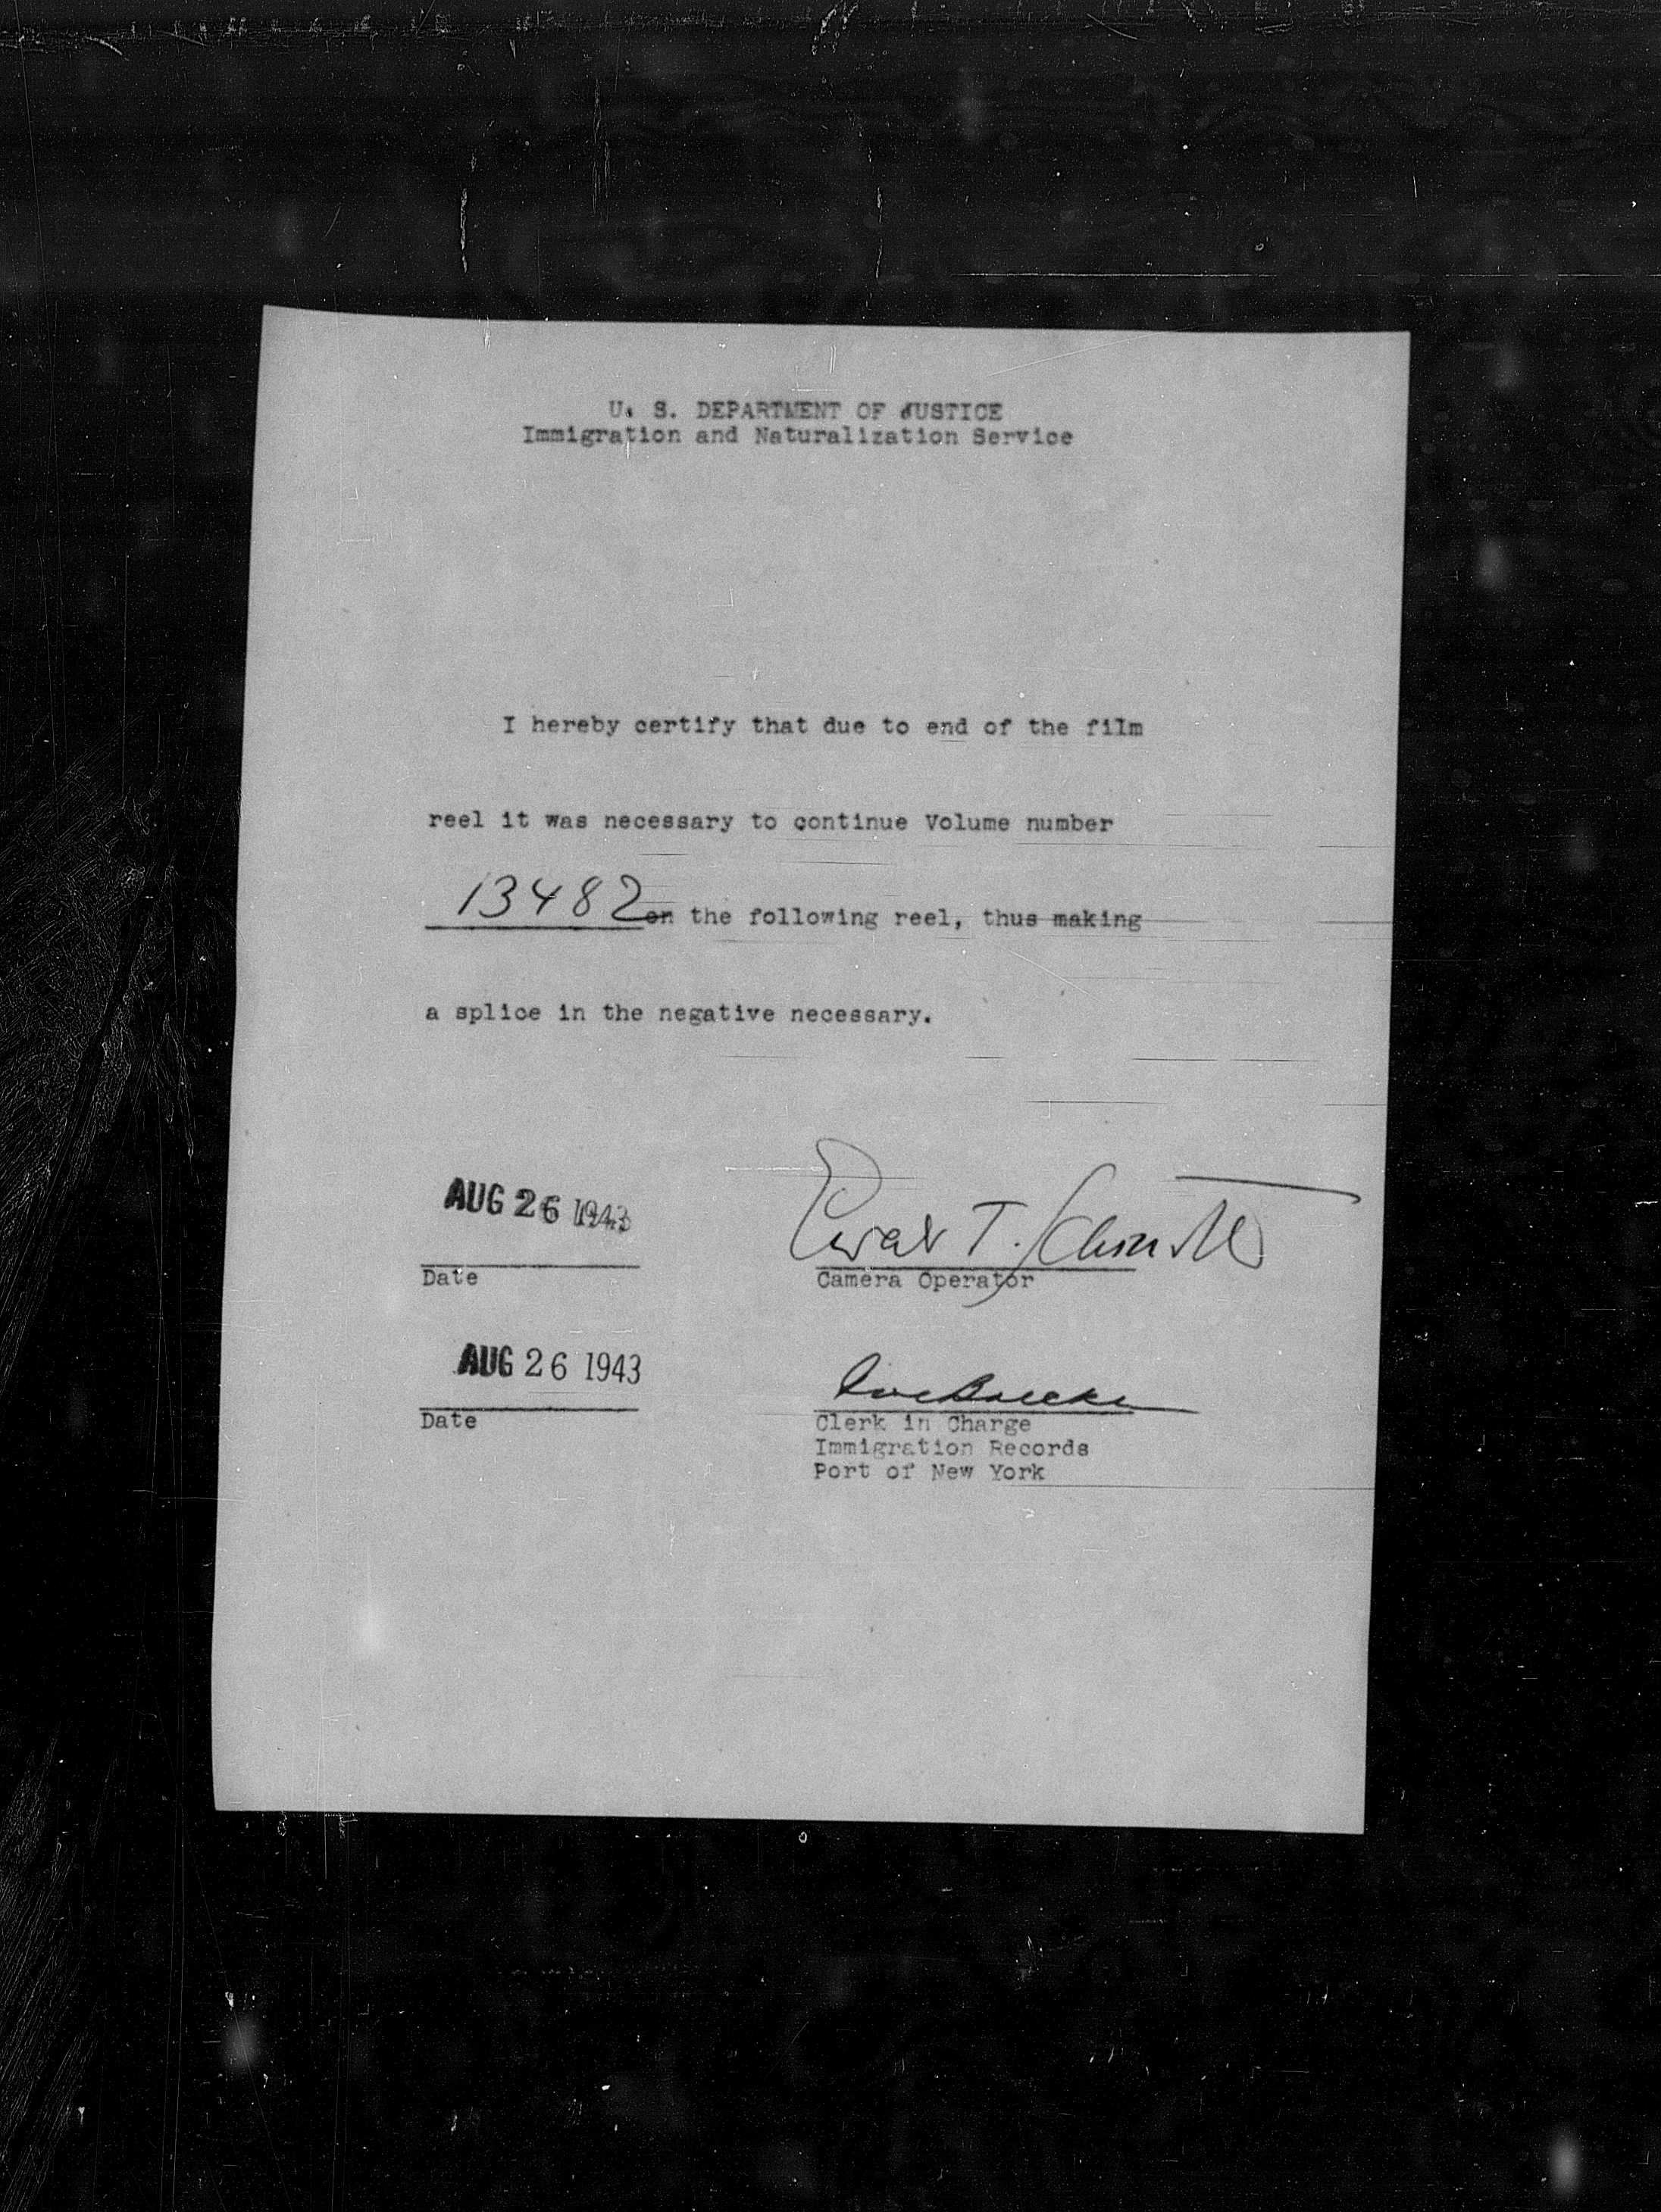 U. S. DEPARTMENT OF JUSTICE
Immigration and Naturalization Service
I hereby certify that due to end of the film
reel it was necessary to continue Volume number
13482 on the following reel, thus making
a splice in the negative necessary.
AUG 26 1943
Date
T.
Camera Operator
AUG 26 1943
Date
Clerk in Charge
Immigration Records
Port of New York